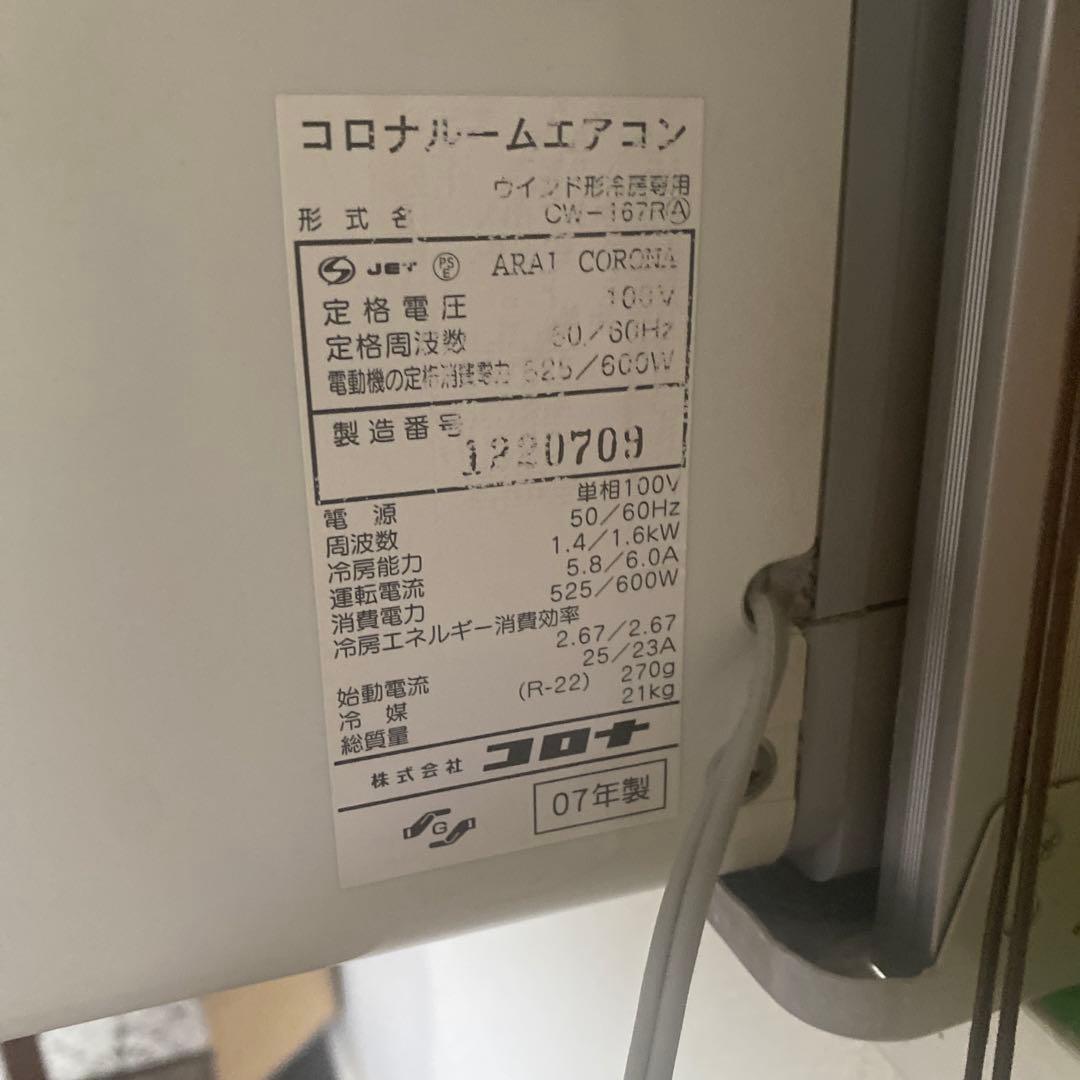 コロナルームエアコン
ウインド形冷房専用
形式名 CW-167RⒶ
JET PSE ARAI CORONA
定格電圧 100V
定格周波数 50/60Hz
電動機の定格消費電力 525/600W
製造番号 1220709
電源 単相100V
周波数 50/60Hz
冷房能力 1.4/1.6kW
運転電流 5.8/6.0A
消費電力 525/600W
冷房エネルギー消費効率
2.67/2.67
始動電流 25/23A
冷媒 (R-22) 270g
総質量 21kg
株式会社 コロナ
IGI 07年製